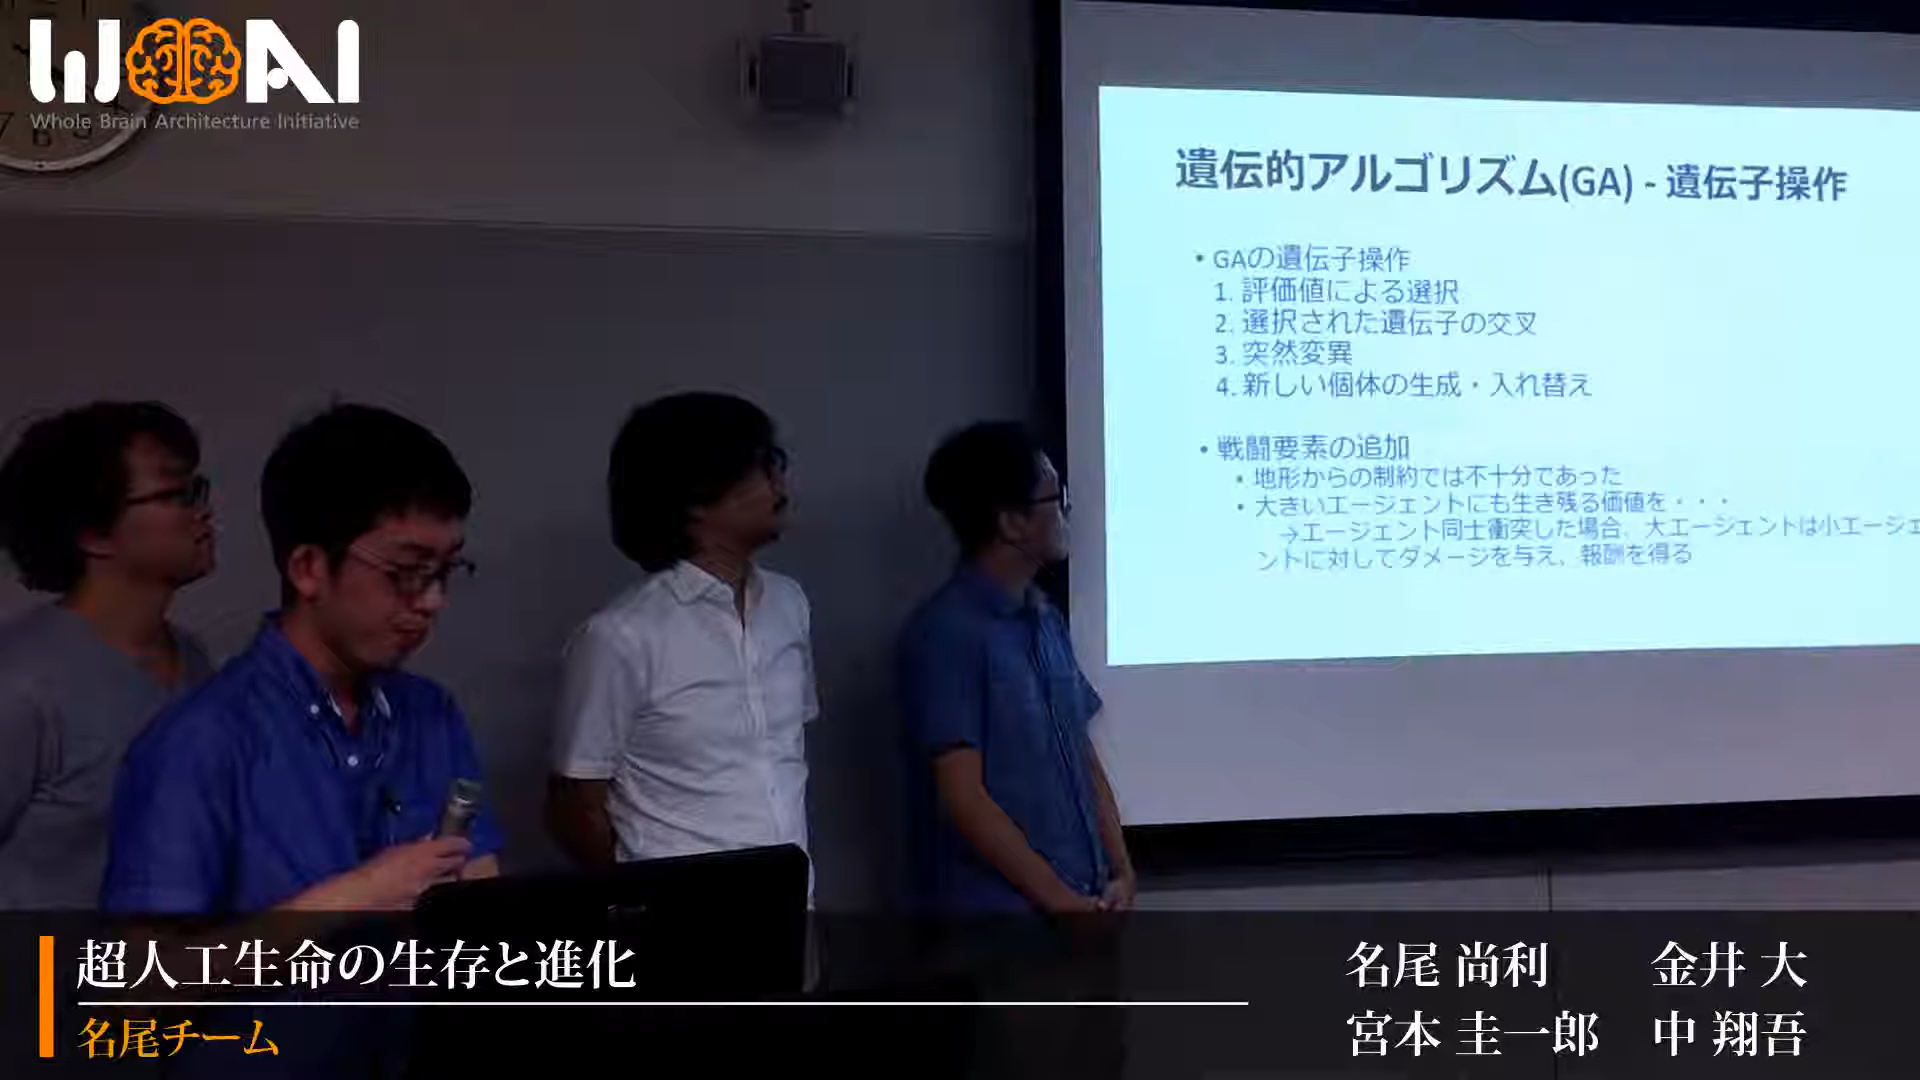 WBAI
Whole Brain Architecture Initiative
遺伝的アルゴリズム(GA) - 遺伝子操作
• GAの遺伝子操作
1. 評価値による選択
2. 選択された遺伝子の交叉
3. 突然変異
4. 新しい個体の生成・入れ替え
• 戦闘要素の追加
• 地形からの制約では不十分であった
• 大きいエージェントにも生き残る価値を・・・
→エージェント同士衝突した場合、大エージェントは小エージェ
ントに対してダメージを与え、報酬を得る
超人工生命の生存と進化
名尾チーム
名尾 尚利 金井 大
宮本 圭一郎 中 翔吾